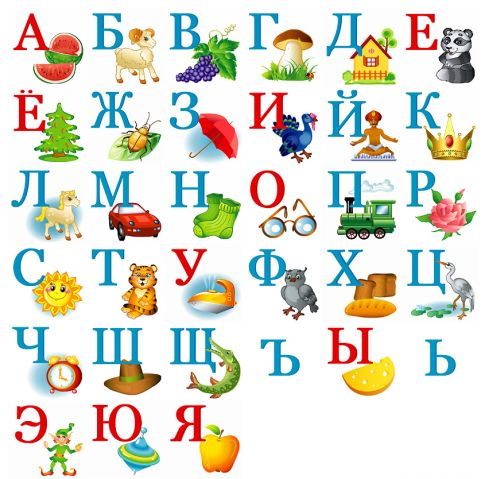 А Б В Г Д Е
Ё Ж З И Й К
Л М Н О П Р
С Т У Ф Х Ц
Ч Ш Щ Ъ Ы Ь
Э Ю Я